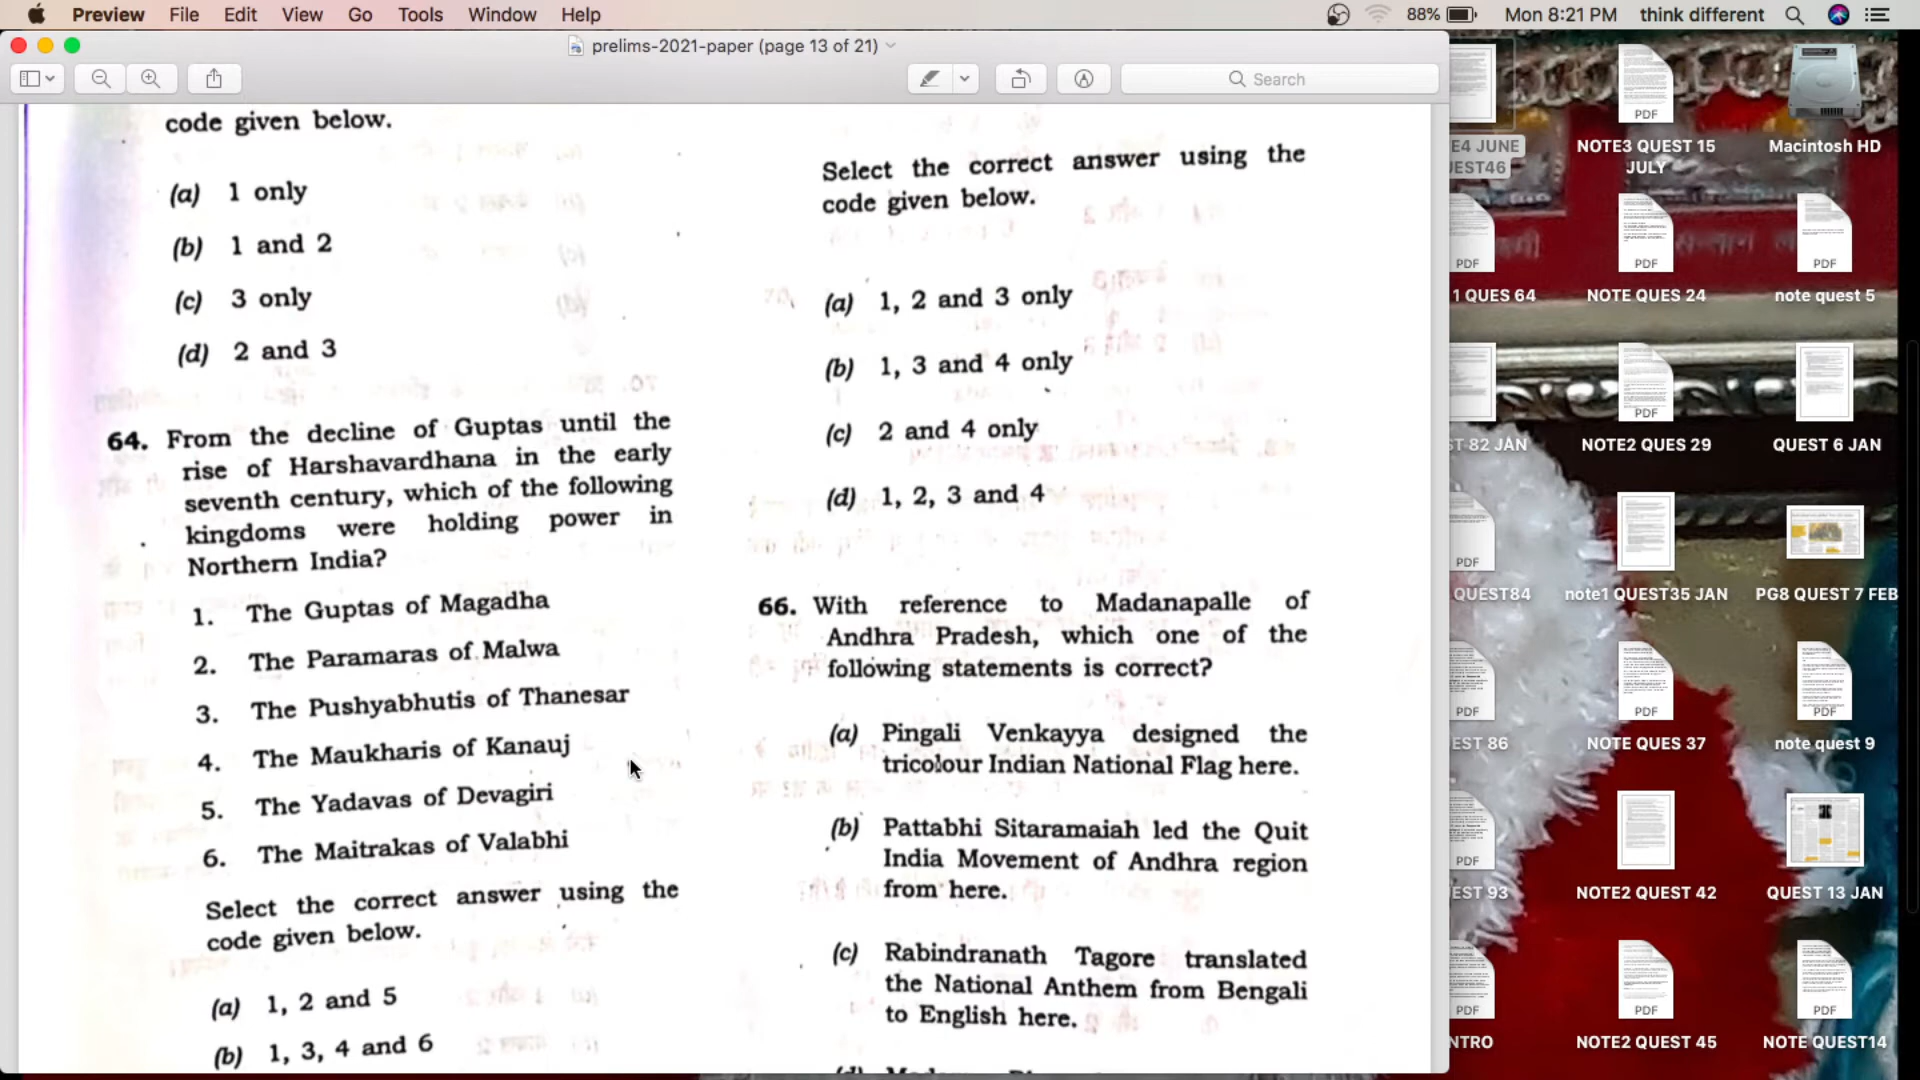 Preview File Edit View Go Tools Window Help
88% Mon 8:21 PM think different
prelims-2021-paper (page 13 of 21)
Search
code given below.
(a) 1 only
(b) 1 and 2
(c) 3 only
(d) 2 and 3
64. From the decline of Guptas until the
rise of Harshavardhana in the early
seventh century, which of the following
kingdoms were holding power in
Northern India?
1. The Guptas of Magadha
2. The Paramaras of Malwa
3. The Pushyabhutis of Thanesar
4. The Maukharis of Kanauj
5. The Yadavas of Devagiri
6. The Maitrakas of Valabhi
Select the correct answer using the
code given below.
(a) 1, 2 and 5
(b) 1, 3, 4 and 6
Select the correct answer using the
code given below.
(a) 1, 2 and 3 only
(b) 1, 3 and 4 only
(c) 2 and 4 only
(d) 1, 2, 3 and 4
66. With reference to Madanapalle of
Andhra Pradesh, which one of the
following statements is correct?
(a) Pingali Venkayya designed the
tricolour Indian National Flag here.
(b) Pattabhi Sitaramaiah led the Quit
India Movement of Andhra region
from here.
(c) Rabindranath Tagore translated
the National Anthem from Bengali
to English here.
E4 JUNE
EST46
PDF
NOTE3 QUEST 15
JULY
Macintosh HD
PDF
1 QUES 64
PDF
NOTE QUES 24
PDF
note quest 5
T 82 JAN
PDF
NOTE2 QUES 29
QUEST 6 JAN
PDF
QUEST84
note1 QUEST35 JAN
PG8 QUEST 7 FEB
PDF
EST 86
PDF
NOTE QUES 37
PDF
note quest 9
PDF
EST 93
NOTE2 QUEST 42
QUEST 13 JAN
PDF
NTRO
PDF
NOTE2 QUEST 45
PDF
NOTE QUEST14